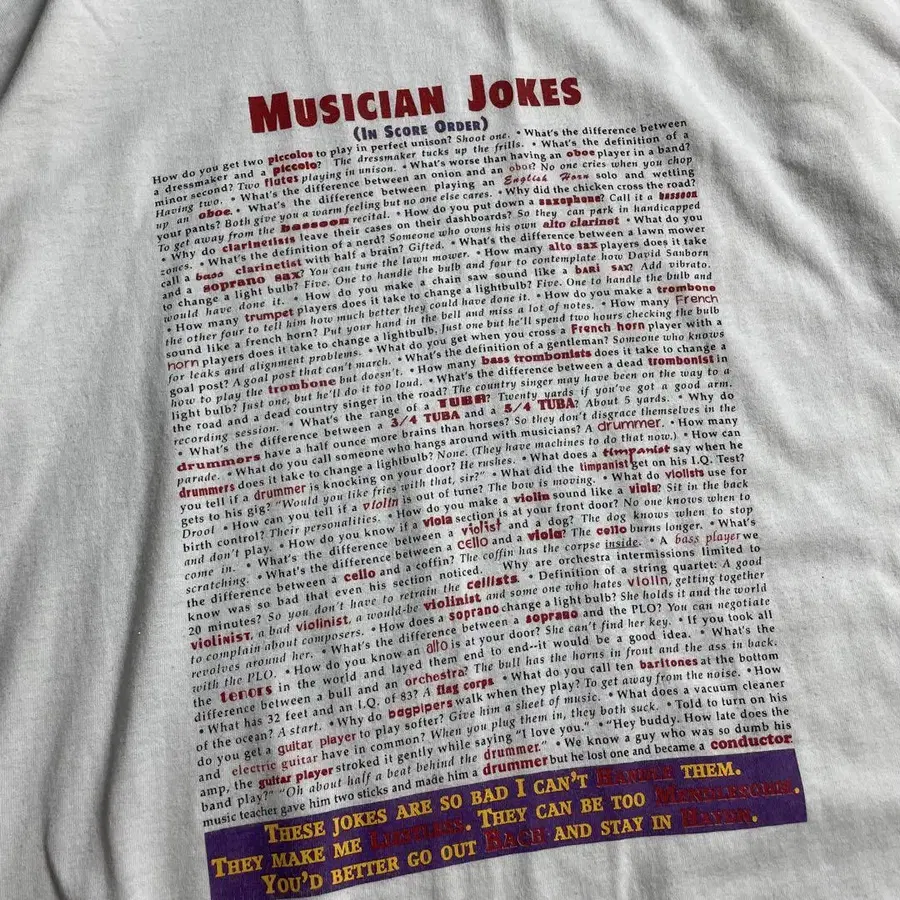 MUSICIAN JOKES
(IN SCORE ORDER)
How do you get two piccolos to play in perfect unison? Shoot one. • What's the difference between
a dressmaker and a piccolo? The dressmaker tucks up the frills. • What's the definition of a
minor second? Two flutes playing in unison. • What's worse than having an oboe player in a band?
Having two. • What's the difference between an onion and an oboe? No one cries when you chop
up an oboe. • What's the difference between playing an English Horn solo and wetting
your pants? Both give you a warm feeling but no one else cares. • Why did the chicken cross the road?
To get away from the bassoon recital. • How do you put down a saxophone? Call it a bassoon
• Why do clarinetists leave their cases on their dashboards? So they can park in handicapped
zones. • What's the definition of a nerd? Someone who owns his own alto clarinet • What do you
call a bass clarinetist with half a brain? Gifted. • What's the difference between a lawn mower
and a soprano sax? You can tune the lawn mower. • How many alto sax players does it take
to change a light bulb? Five. One to handle the bulb and four to contemplate how David Sanborn
would have done it. • How do you make a chain saw sound like a bari sax? Add vibrato.
• How many trumpet players does it take to change a lightbulb? Five. One to handle the bulb and
the other four to tell him how much better they could have done it. • How do you make a trombone
sound like a french horn? Put your hand in the bell and miss a lot of notes. • How many French
horn players does it take to change a lightbulb, Just one but he'll spend two hours checking the bulb
for leaks and alignment problems. • What do you get when you cross a French horn player with a
goal post? A goal post that can't march. • What's the definition of a gentleman? Someone who knows
how to play the trombone but doesn't. • How many bass trombonists does it take to change a
light bulb? Just one, but he'll do it too loud. • What's the difference between a dead trombonist in
the road and a dead country singer in the road? The country singer may have been on the way to a
recording session. • What's the range of a TUBA? Twenty yards if you've got a good arm.
• What's the difference between a 3/4 TUBA and a 5/4 TUBA? About 5 yards. • Why do
drummers have a half ounce more brains than horses? So they don't disgrace themselves in the
parade. • What do you call someone who hangs around with musicians? A drummer. • How many
drummers does it take to change a lightbulb? None. (They have machines to do that now.) • How can
you tell if a drummer is knocking on your door? He rushes. • What does a timpanist say when he
gets to his gig? "Would you like fries with that, sir?" • What did the timpanist get on his I.Q. Test?
Drool • How can you tell if a violin is out of tune? The bow is moving. • What do violists use for
birth control? Their personalities. • How do you make a violin sound like a viola? Sit in the back
and don't play. • How do you know if a viola section is at your front door? No one knows when to
come in. • What's the difference between a violist and a dog? The dog knows when to stop
scratching. • What's the difference between a cello and a viola? The cello burns longer. • What's
the difference between a cello and a coffin? The coffin has the corpse inside. • A bass player we
know was so bad that even his section noticed. Why are orchestra intermissions limited to
20 minutes? So you don't have to retrain the cellists. • Definition of a string quartet: A good
violinist, a bad violinist, a would-be violinist and some one who hates violin, getting together
to complain about composers. • How does a soprano change a light bulb? She holds it and the world
revolves around her. • What's the difference between a soprano and the PLO? You can negotiate
with the PLO. • How do you know an alto is at your door? She can't find her key. • If you took all
the tenors in the world and layed them end to end--it would be a good idea. • What's the
difference between a bull and an orchestra? The bull has the horns in front and the ass in back.
• What has 32 feet and an I.Q. of 83? A flag corps. • What do you call ten baritones at the bottom
of the ocean? A start. • Why do bagpipers walk when they play? To get away from the noise. • How
do you get a guitar player to play softer? Give him a sheet of music. • What does a vacuum cleaner
and electric guitar have in common? When you plug them in, they both suck. • Told to turn on his
amp, the guitar player stroked it gently while saying "I love you." • "Hey buddy. How late does the
band play?" "Oh about half a beat behind the drummer." • We know a guy who was so dumb his
music teacher gave him two sticks and made him a drummer but he lost one and became a conductor.
THESE JOKES ARE SO BAD I CAN'T HANDEL THEM.
THEY MAKE ME LISZTLESS. THEY CAN BE TOO MENDELSSOHN.
YOU'D BETTER GO OUT BACH AND STAY IN HAYDN.